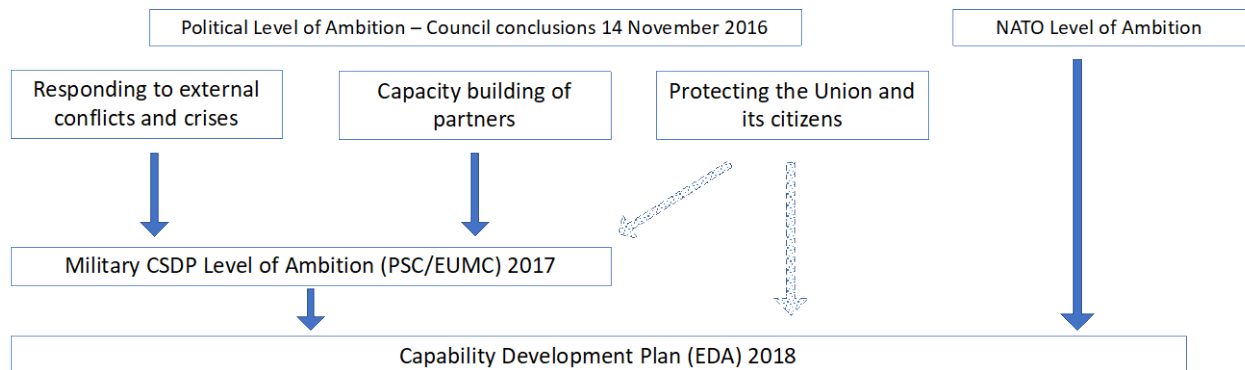 Political Level of Ambition – Council conclusions 14 November 2016
NATO Level of Ambition
Responding to external
conflicts and crises
Capacity building of
partners
Protecting the Union and
its citizens
Military CSDP Level of Ambition (PSC/EUMC) 2017
Capability Development Plan (EDA) 2018